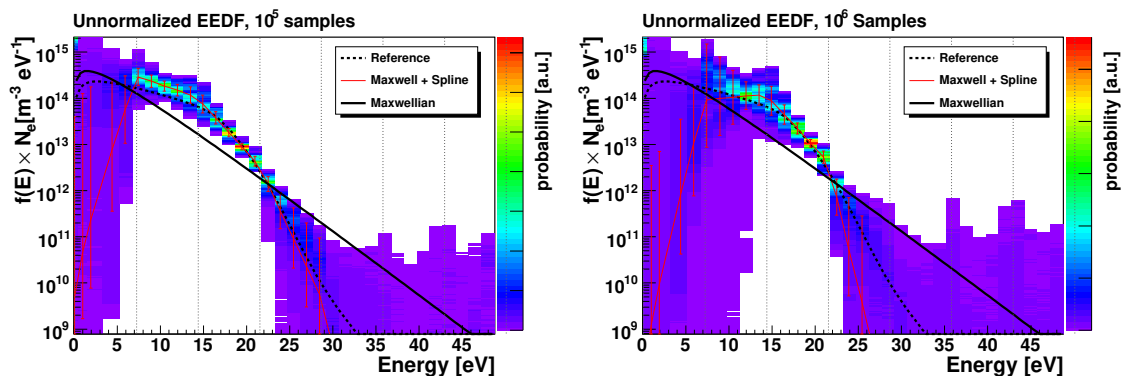 Unnormalized EEDF, 10⁵ samples
f(E) × Nₑ[m⁻³ eV⁻¹]
10¹⁵
10¹⁴
10¹³
10¹²
10¹¹
10¹⁰
10⁹
Reference
Maxwell + Spline
Maxwellian
probability [a.u.]
0 5 10 15 20 25 30 35 40 45
Energy [eV]
Unnormalized EEDF, 10⁶ Samples
f(E) × Nₑ[m⁻³ eV⁻¹]
10¹⁵
10¹⁴
10¹³
10¹²
10¹¹
10¹⁰
10⁹
Reference
Maxwell + Spline
Maxwellian
probability [a.u.]
0 5 10 15 20 25 30 35 40 45
Energy [eV]